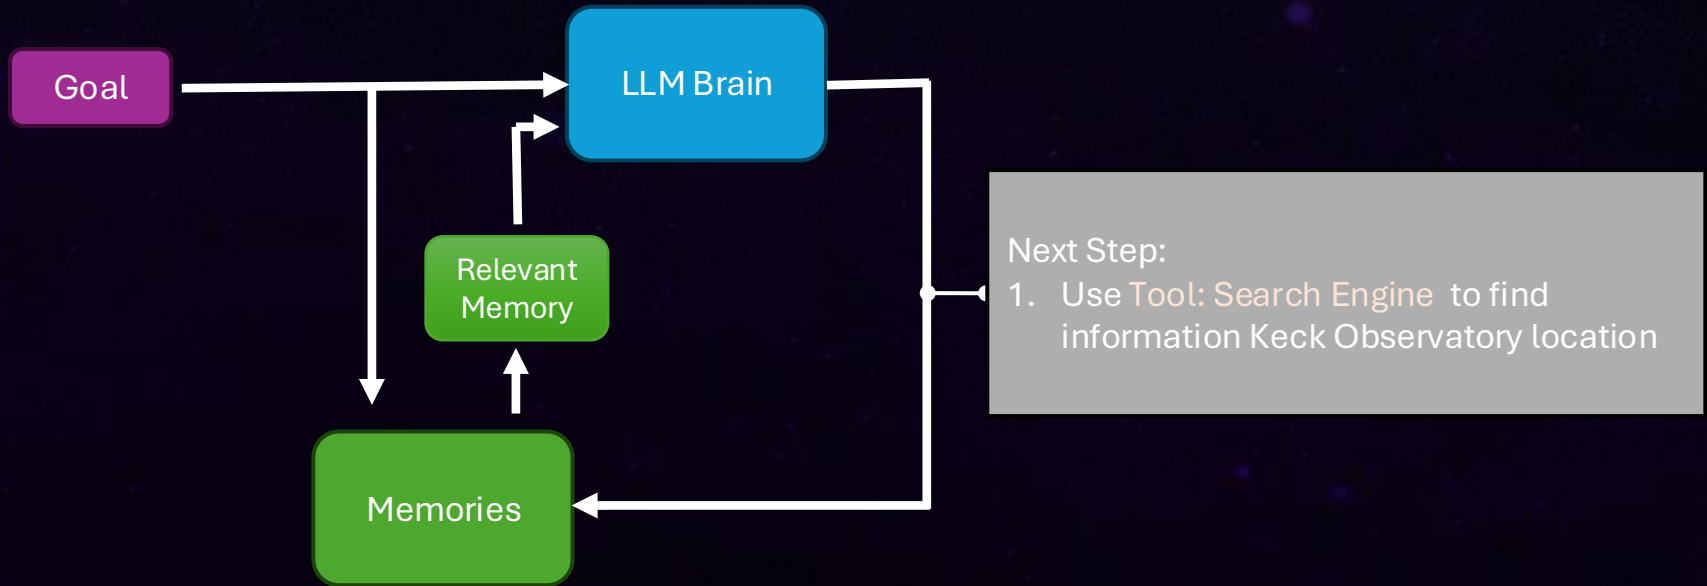 Goal
LLM Brain
Relevant
Memory
Next Step:
1. Use Tool: Search Engine to find
information Keck Observatory location
Memories